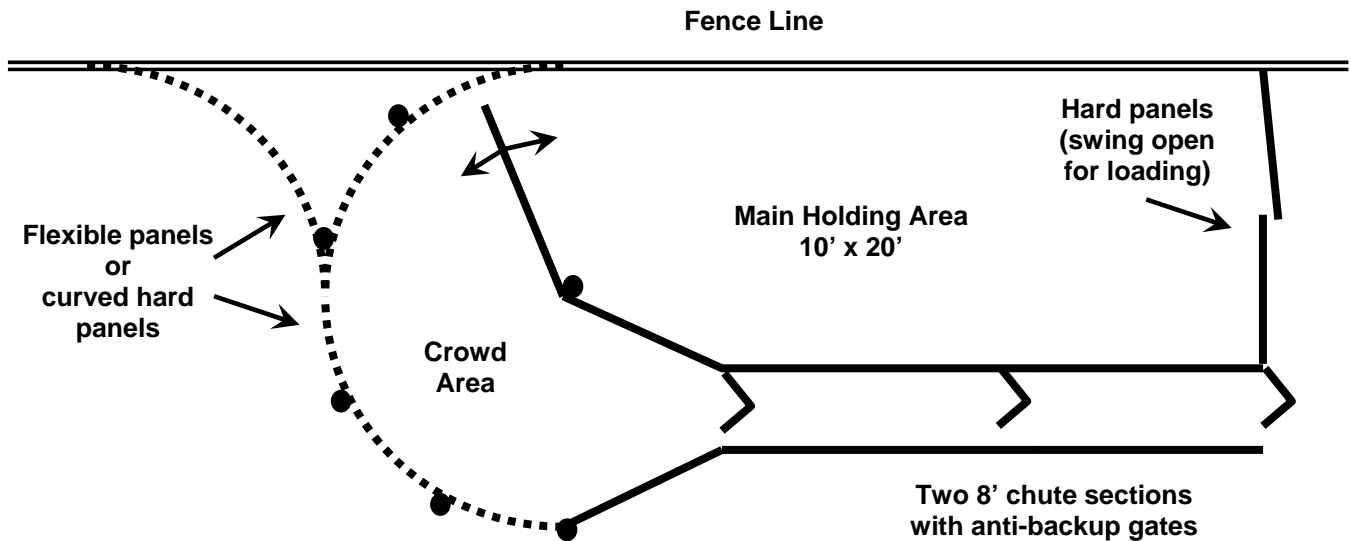 Fence Line
Hard panels
(swing open
for loading)
Main Holding Area
10’ x 20’
Flexible panels
or
curved hard
panels
Crowd
Area
Two 8’ chute sections
with anti-backup gates